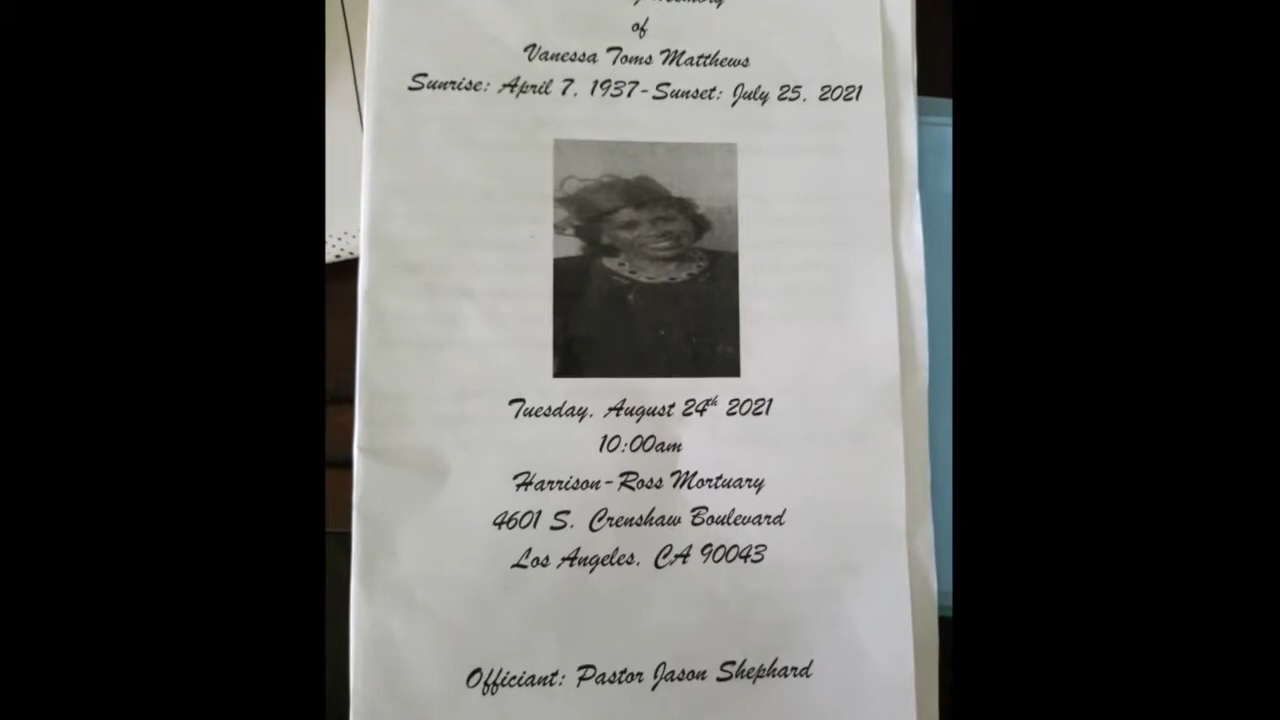 of
Vanessa Toms Matthews
Sunrise: April 7, 1937-Sunset: July 25, 2021
Tuesday, August 24th 2021
10:00am
Harrison-Ross Mortuary
4601 S. Crenshaw Boulevard
Los Angeles, CA 90043
Officiant: Pastor Jason Shephard